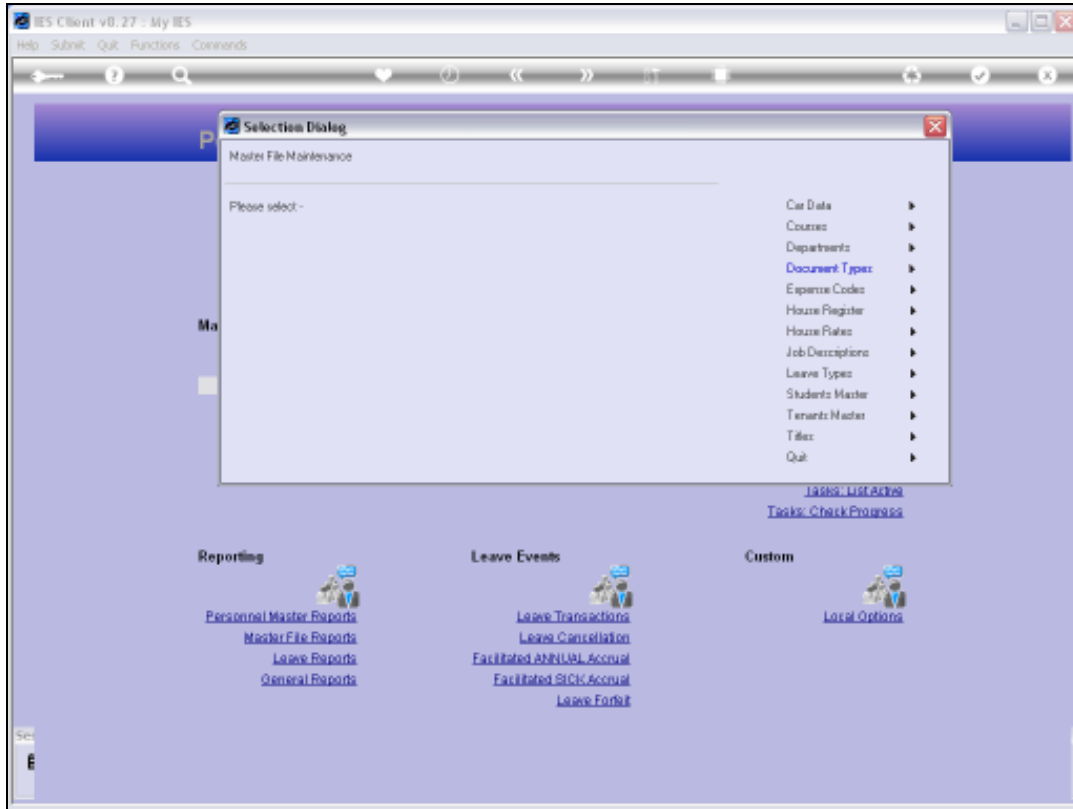 IES Client v8.27 : My IES
Help Submit Quit Functions Commands
Selection Dialog
Master File Maintenance
Please select -
Car Data
Courses
Departments
Document Types
Expense Codes
House Register
House Rates
Job Descriptions
Leave Types
Students Master
Tenants Master
Titles
Quit
P
Ma
Tasks: List Active
Tasks: Check Progress
Reporting Leave Events Custom
Personnel Master Reports Leave Transactions Local Options
Master File Reports Leave Cancellation
Leave Reports Facilitated ANNUAL Accrual
General Reports Facilitated SICK Accrual
Leave Forfeit